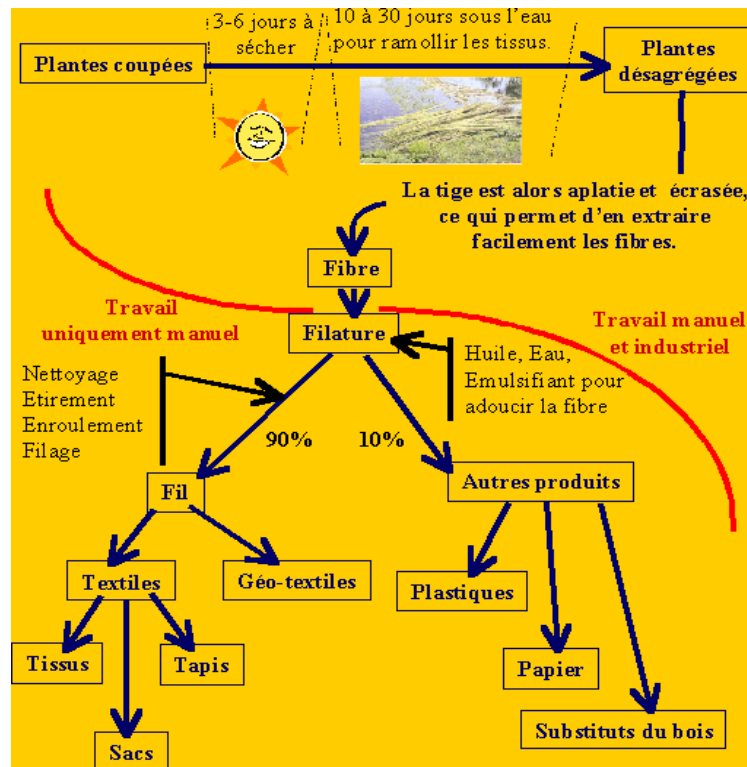 3-6 jours à
sécher
10 à 30 jours sous l'eau
pour ramollir les tissus.
Plantes coupées
Plantes
désagrégées
La tige est alors aplatie et écrasée,
ce qui permet d'en extraire
facilement les fibres.
Fibre
Travail
uniquement manuel
Filature
Travail manuel
et industriel
Nettoyage
Etirement
Enroulement
Filage
Huile, Eau,
Emulsifiant pour
adoucir la fibre
90%
10%
Fil
Autres produits
Textiles
Géo-textiles
Plastiques
Tissus
Tapis
Papier
Sacs
Substituts du bois